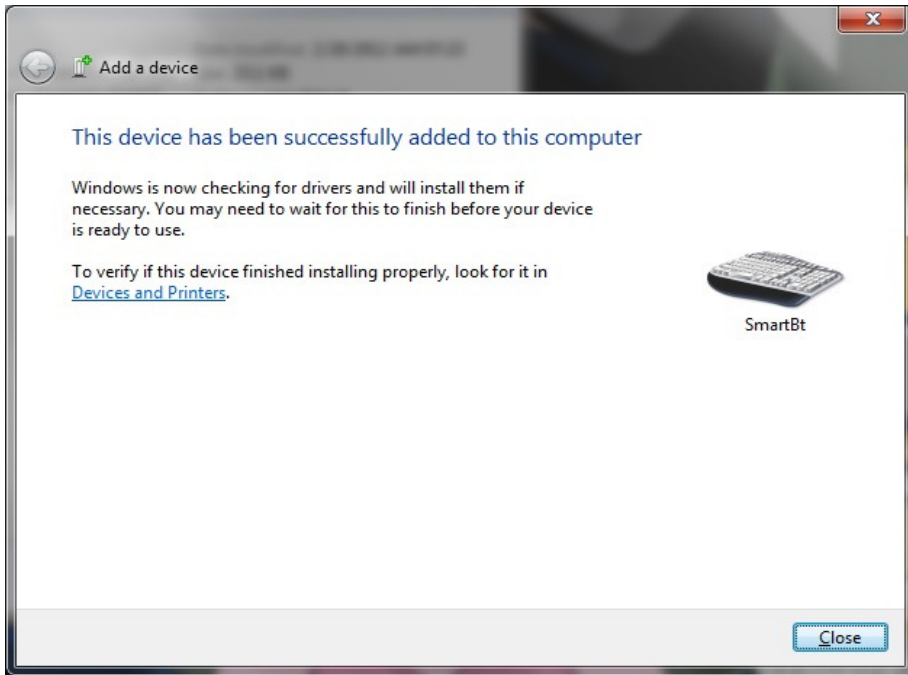 Add a device
This device has been successfully added to this computer
Windows is now checking for drivers and will install them if
necessary. You may need to wait for this to finish before your device
is ready to use.
To verify if this device finished installing properly, look for it in
Devices and Printers.
SmartBt
Close